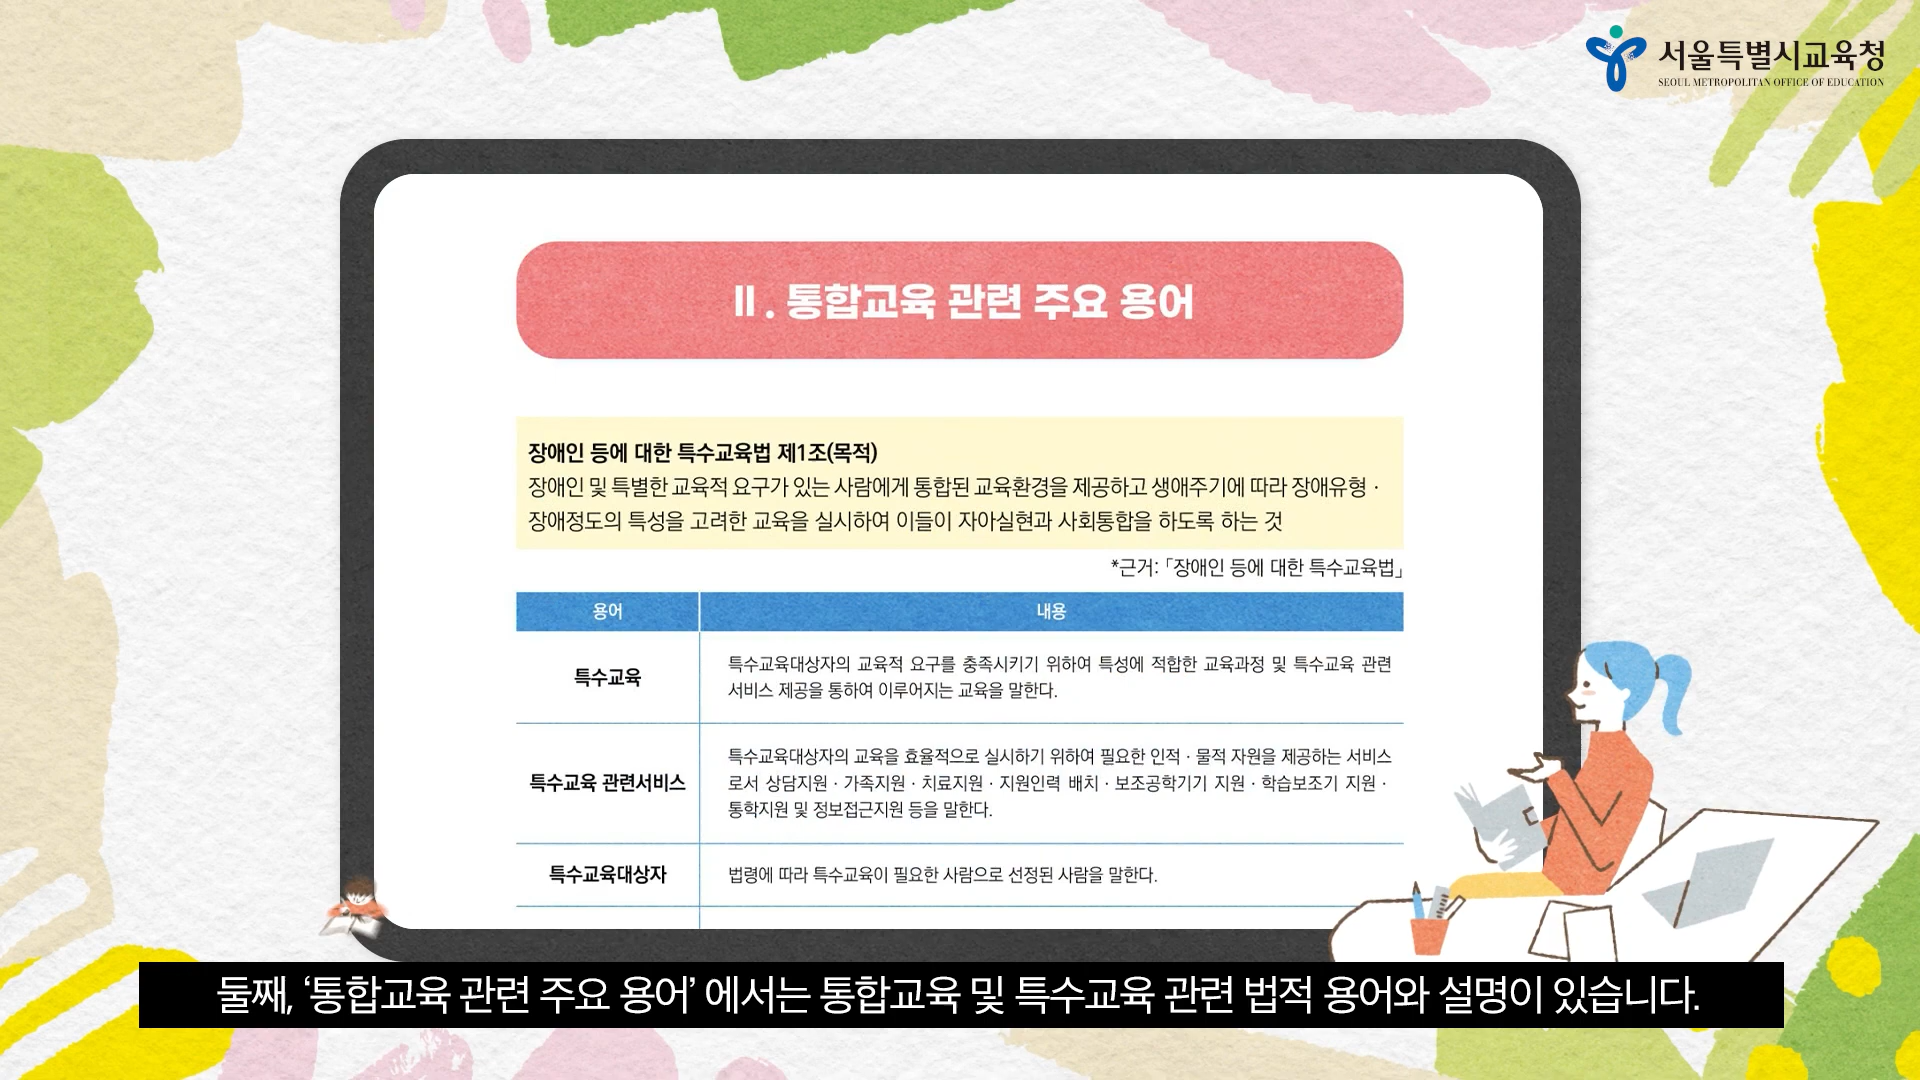 서울특별시교육청
SEOUL METROPOLITAN OFFICE OF EDUCATION
Ⅱ. 통합교육 관련 주요 용어
장애인 등에 대한 특수교육법 제1조(목적)
장애인 및 특별한 교육적 요구가 있는 사람에게 통합된 교육환경을 제공하고 생애주기에 따라 장애유형 ·
장애정도의 특성을 고려한 교육을 실시하여 이들이 자아실현과 사회통합을 하도록 하는 것
*근거: 「장애인 등에 대한 특수교육법」
용어
내용
특수교육
특수교육대상자의 교육적 요구를 충족시키기 위하여 특성에 적합한 교육과정 및 특수교육 관련
서비스 제공을 통하여 이루어지는 교육을 말한다.
특수교육 관련서비스
특수교육대상자의 교육을 효율적으로 실시하기 위하여 필요한 인적 · 물적 자원을 제공하는 서비스
로서 상담지원 · 가족지원 · 치료지원 · 지원인력 배치 · 보조공학기기 지원 · 학습보조기 지원 ·
통학지원 및 정보접근지원 등을 말한다.
특수교육대상자
법령에 따라 특수교육이 필요한 사람으로 선정된 사람을 말한다.
둘째, ‘통합교육 관련 주요 용어’ 에서는 통합교육 및 특수교육 관련 법적 용어와 설명이 있습니다.